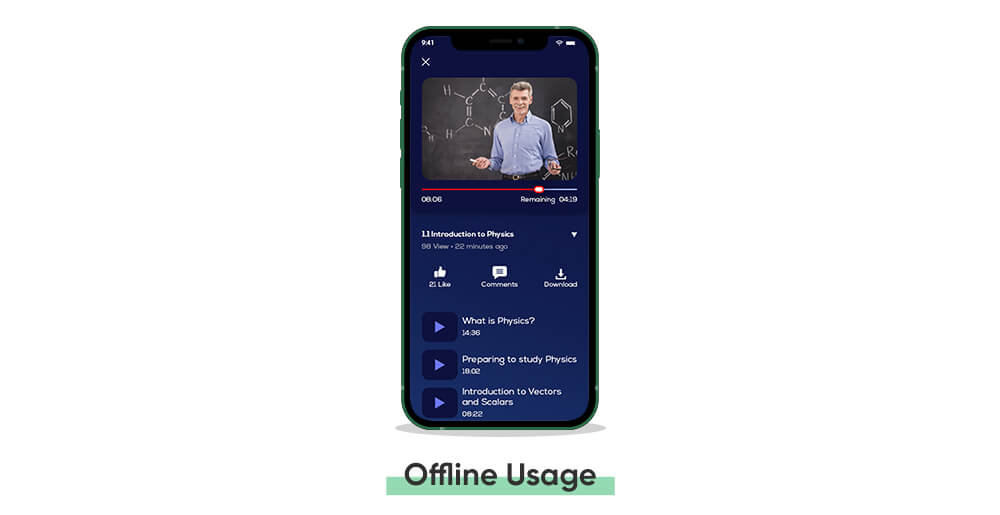 9:41
08:06 Remaining 04:19
1.1 Introduction to Physics
98 View • 22 minutes ago
21 Like Comments Download
What is Physics?
14:36
Preparing to study Physics
18:02
Introduction to Vectors
and Scalars
08:22
Offline Usage